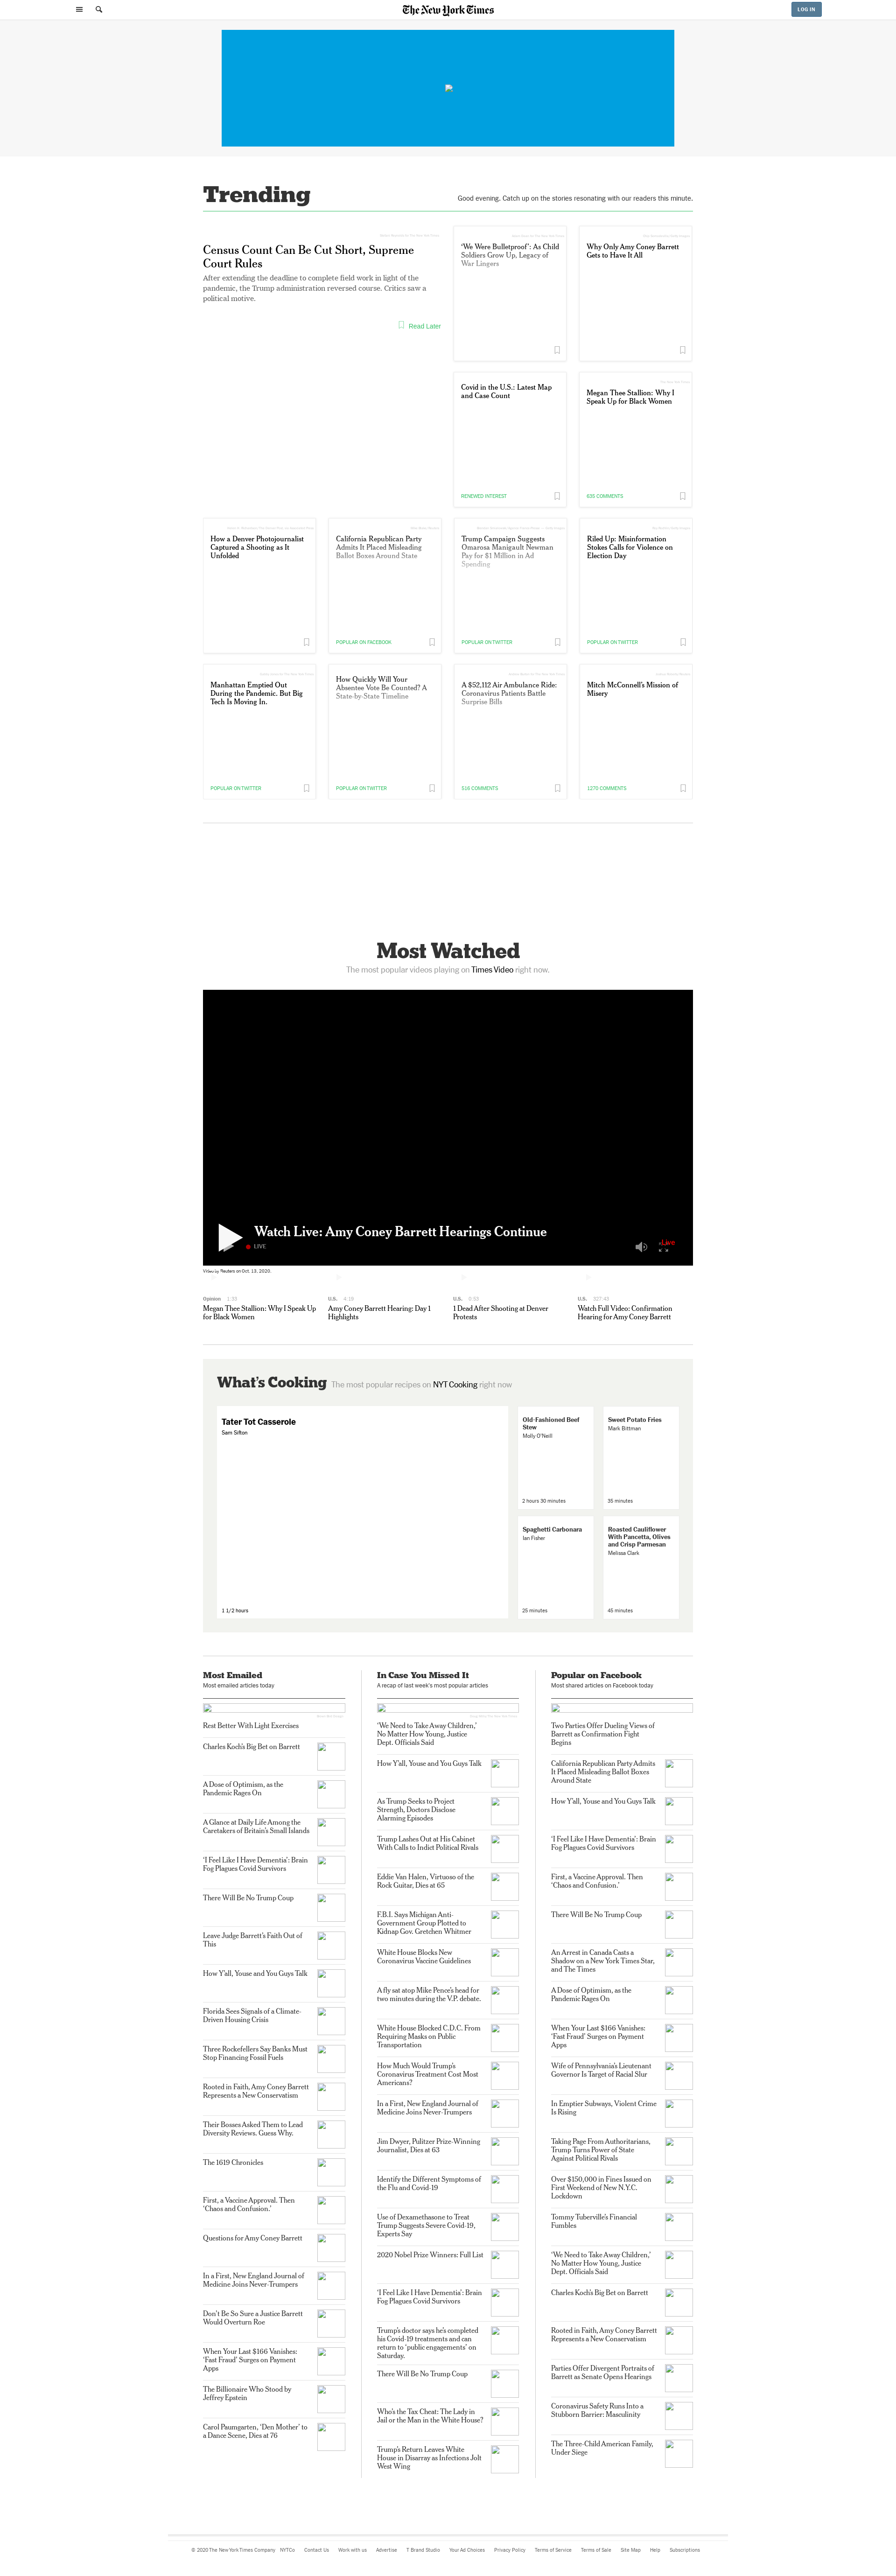 The New York Times
LOG IN
Trending
Good evening. Catch up on the stories resonating with our readers this minute.
Census Count Can Be Cut Short, Supreme
Court Rules
After extending the deadline to complete field work in light of the
pandemic, the Trump administration reversed course. Critics saw a
political motive.
Read Later
'We Were Bulletproof': As Child
Soldiers Grow Up, Legacy of
War Lingers
Why Only Amy Coney Barrett
Gets to Have It All
Covid in the U.S.: Latest Map
and Case Count
RENEWED INTEREST
Megan Thee Stallion: Why I
Speak Up for Black Women
635 COMMENTS
How a Denver Photojournalist
Captured a Shooting as It
Unfolded
California Republican Party
Admits It Placed Misleading
Ballot Boxes Around State
POPULAR ON FACEBOOK
Trump Campaign Suggests
Omarosa Manigault Newman
Pay for $1 Million in Ad
Spending
POPULAR ON TWITTER
Riled Up: Misinformation
Stokes Calls for Violence on
Election Day
POPULAR ON TWITTER
Manhattan Emptied Out
During the Pandemic. But Big
Tech Is Moving In.
POPULAR ON TWITTER
How Quickly Will Your
Absentee Vote Be Counted? A
State-by-State Timeline
POPULAR ON TWITTER
A $52,112 Air Ambulance Ride:
Coronavirus Patients Battle
Surprise Bills
516 COMMENTS
Mitch McConnell's Mission of
Misery
1270 COMMENTS
Most Watched
The most popular videos playing on Times Video right now.
Watch Live: Amy Coney Barrett Hearings Continue
LIVE
Live
Reuters on Oct. 13, 2020.
Opinion 1:35
Megan Thee Stallion: Why I Speak Up
for Black Women
U.S. 4:19
Amy Coney Barrett Hearing: Day 1
Highlights
U.S. 0:50
1 Dead After Shooting at Denver
Protests
U.S.
Watch Full Video: Confirmation
Hearing for Amy Coney Barrett
What's Cooking The most popular recipes on NYT Cooking right now
Tater Tot Casserole
Sam Sifton
1 1/2 hours
Old-Fashioned Beef
Stew
Molly O'Neill
2 hours 30 minutes
Sweet Potato Fries
Mark Bittman
35 minutes
Spaghetti Carbonara
Ian Fisher
25 minutes
Roasted Cauliflower
With Pancetta, Olives
and Crisp Parmesan
Melissa Clark
45 minutes
Most Emailed
Most emailed articles today
Rest Better With Light Exercises
Charles Koch's Big Bet on Barrett
A Dose of Optimism, as the
Pandemic Rages On
A Glance at Daily Life Among the
Caretakers of Britain's Small Islands
'I Feel Like I Have Dementia': Brain
Fog Plagues Covid Survivors
There Will Be No Trump Coup
Leave Judge Barrett's Faith Out of
This
How Y'all, Youse and You Guys Talk
Florida Sees Signals of a Climate-
Driven Housing Crisis
Three Rockefellers Say Banks Must
Stop Financing Fossil Fuels
Rooted in Faith, Amy Coney Barrett
Represents a New Conservatism
Their Bosses Asked Them to Lead
Diversity Reviews. Guess Why.
The 1619 Chronicles
First, a Vaccine Approval. Then
'Chaos and Confusion.'
Questions for Amy Coney Barrett
In a First, New England Journal of
Medicine Joins Never-Trumpers
Don't Be So Sure a Justice Barrett
Would Overturn Roe
When Your Last $166 Vanishes:
'Fast Fraud' Surges on Payment
Apps
The Billionaire Who Stood by
Jeffrey Epstein
Carol Paumgarten, 'Den Mother' to
a Dance Scene, Dies at 76
In Case You Missed It
A recap of last week's most popular articles
'We Need to Take Away Children,'
No Matter How Young, Justice
Dept. Officials Said
How Y'all, Youse and You Guys Talk
As Trump Seeks to Project
Strength, Doctors Disclose
Alarming Episodes
Trump Lashes Out at His Cabinet
With Calls to Indict Political Rivals
Eddie Van Halen, Virtuoso of the
Rock Guitar, Dies at 65
F.B.I. Says Michigan Anti-
Government Group Plotted to
Kidnap Gov. Gretchen Whitmer
White House Blocks New
Coronavirus Vaccine Guidelines
A fly sat atop Mike Pence's head for
two minutes during the V.P. debate.
White House Blocked C.D.C. From
Requiring Masks on Public
Transportation
How Much Would Trump's
Coronavirus Treatment Cost Most
Americans?
In a First, New England Journal of
Medicine Joins Never-Trumpers
Jim Dwyer, Pulitzer Prize-Winning
Journalist, Dies at 63
Identify the Different Symptoms of
the Flu and Covid-19
Use of Dexamethasone to Treat
Trump Suggests Severe Covid-19,
Experts Say
2020 Nobel Prize Winners: Full List
'I Feel Like I Have Dementia': Brain
Fog Plagues Covid Survivors
Trump's doctor says he's completed
his Covid-19 treatments and can
return to 'public engagements' on
Saturday.
There Will Be No Trump Coup
Who's the Tax Cheat: The Lady in
Jail or the Man in the White House?
Trump's Return Leaves White
House in Disarray as Infections Jolt
West Wing
Popular on Facebook
Most shared articles on Facebook today
Two Parties Offer Dueling Views of
Barrett as Confirmation Fight
Begins
California Republican Party Admits
It Placed Misleading Ballot Boxes
Around State
How Y'all, Youse and You Guys Talk
'I Feel Like I Have Dementia': Brain
Fog Plagues Covid Survivors
First, a Vaccine Approval. Then
'Chaos and Confusion.'
There Will Be No Trump Coup
An Arrest in Canada Casts a
Shadow on a New York Times Star,
and The Times
A Dose of Optimism, as the
Pandemic Rages On
When Your Last $166 Vanishes:
'Fast Fraud' Surges on Payment
Apps
Wife of Pennsylvania's Lieutenant
Governor Is Target of Racial Slur
In Emptier Subways, Violent Crime
Is Rising
Taking Page From Authoritarians,
Trump Turns Power of State
Against Political Rivals
Over $150,000 in Fines Issued on
First Weekend of New N.Y.C.
Lockdown
Tommy Tuberville's Financial
Fumbles
'We Need to Take Away Children,'
No Matter How Young, Justice
Dept. Officials Said
Charles Koch's Big Bet on Barrett
Rooted in Faith, Amy Coney Barrett
Represents a New Conservatism
Parties Offer Divergent Portraits of
Barrett as Senate Opens Hearings
Coronavirus Safety Runs Into a
Stubborn Barrier: Masculinity
The Three-Child American Family,
Under Siege
© 2020 The New York Times Company NYTCo Contact Us Work with us Advertise T Brand Studio Your Ad Choices Privacy Policy Terms of Service Terms of Sale Site Map Help Subscriptions